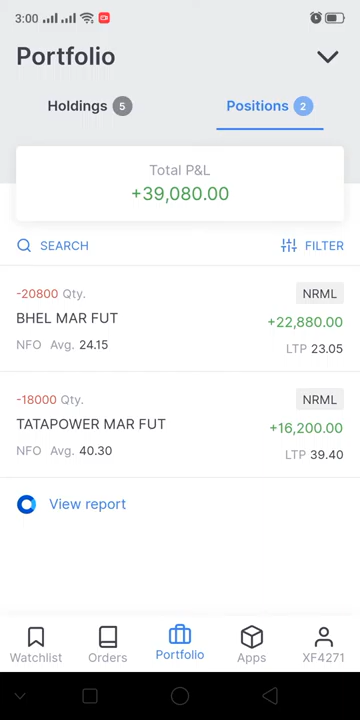 3:00
Portfolio
Holdings 5
Positions 2
Total P&L
+39,080.00
SEARCH
FILTER
-20800 Qty.
NRML
BHEL MAR FUT
+22,880.00
NFO Avg. 24.15
LTP 23.05
-18000 Qty.
NRML
TATAPOWER MAR FUT
+16,200.00
NFO Avg. 40.30
LTP 39.40
View report
Watchlist
Orders
Portfolio
Apps
XF4271